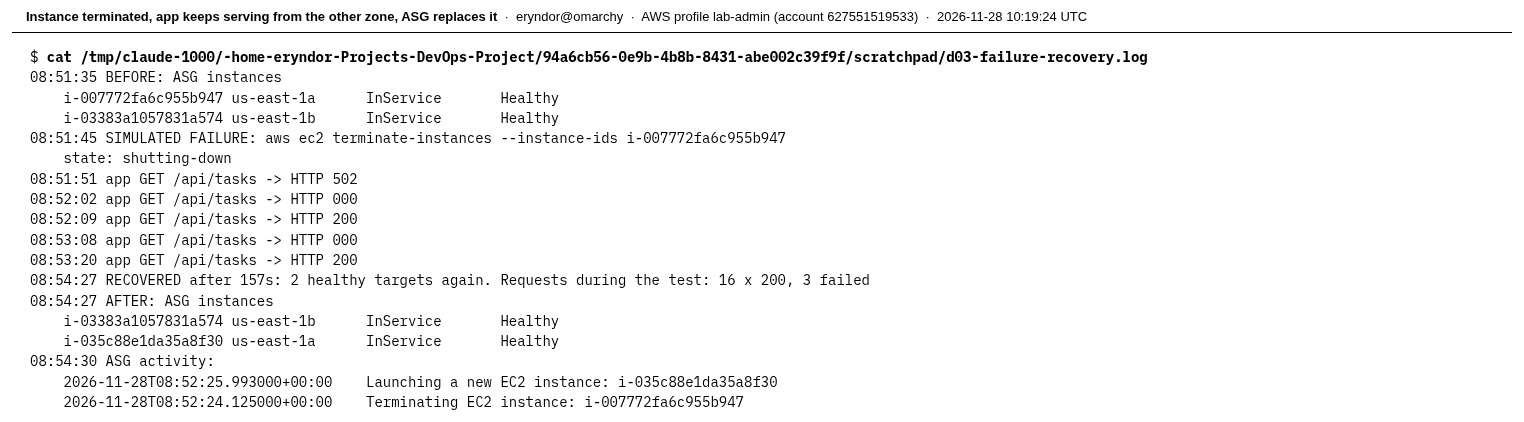 Instance terminated, app keeps serving from the other zone, ASG replaces it · eryndor@omarchy · AWS profile lab-admin (account 627551519533) · 2026-11-28 10:19:24 UTC
$ cat /tmp/claude-1000/-home-eryndor-Projects-DevOps-Project/94a6cb56-0e9b-4b8b-8431-abe002c39f9f/scratchpad/d03-failure-recovery.log
08:51:35 BEFORE: ASG instances
    i-007772fa6c955b947 us-east-1a      InService       Healthy
    i-03383a1057831a574 us-east-1b      InService       Healthy
08:51:45 SIMULATED FAILURE: aws ec2 terminate-instances --instance-ids i-007772fa6c955b947
    state: shutting-down
08:51:51 app GET /api/tasks -> HTTP 502
08:52:02 app GET /api/tasks -> HTTP 000
08:52:09 app GET /api/tasks -> HTTP 200
08:53:08 app GET /api/tasks -> HTTP 000
08:53:20 app GET /api/tasks -> HTTP 200
08:54:27 RECOVERED after 157s: 2 healthy targets again. Requests during the test: 16 x 200, 3 failed
08:54:27 AFTER: ASG instances
    i-03383a1057831a574 us-east-1b      InService       Healthy
    i-035c88e1da35a8f30 us-east-1a      InService       Healthy
08:54:30 ASG activity:
    2026-11-28T08:52:25.993000+00:00    Launching a new EC2 instance: i-035c88e1da35a8f30
    2026-11-28T08:52:24.125000+00:00    Terminating EC2 instance: i-007772fa6c955b947